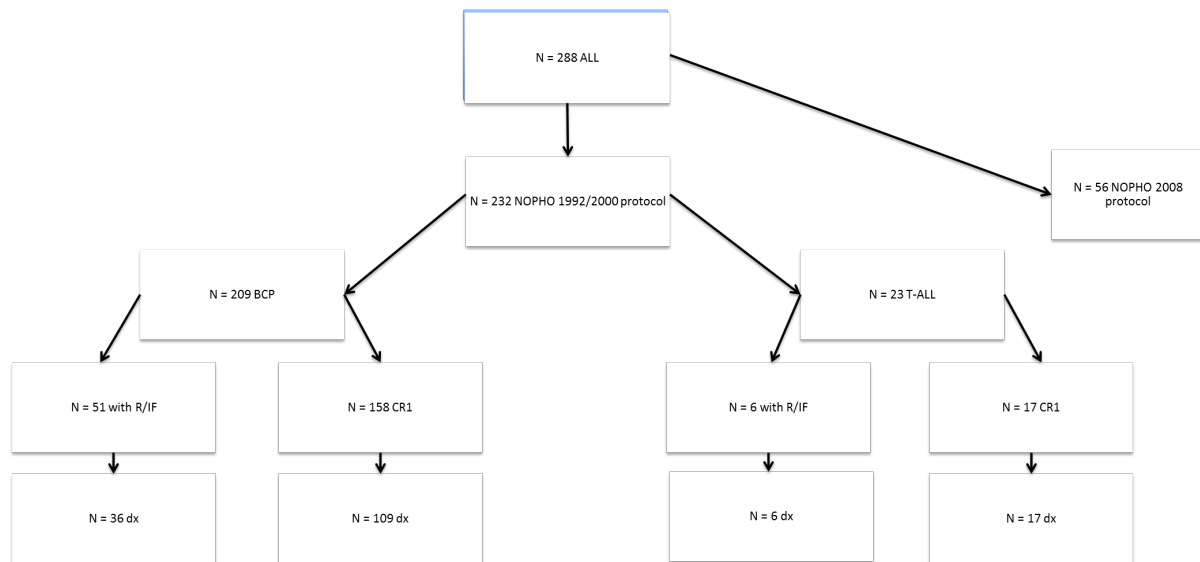 N = 288 ALL
N = 232 NOPHO 1992/2000 protocol
N = 56 NOPHO 2008
protocol
N = 209 BCP
N = 23 T-ALL
N = 51 with R/IF
N = 158 CR1
N = 6 with R/IF
N = 17 CR1
N = 36 dx
N = 109 dx
N = 6 dx
N = 17 dx